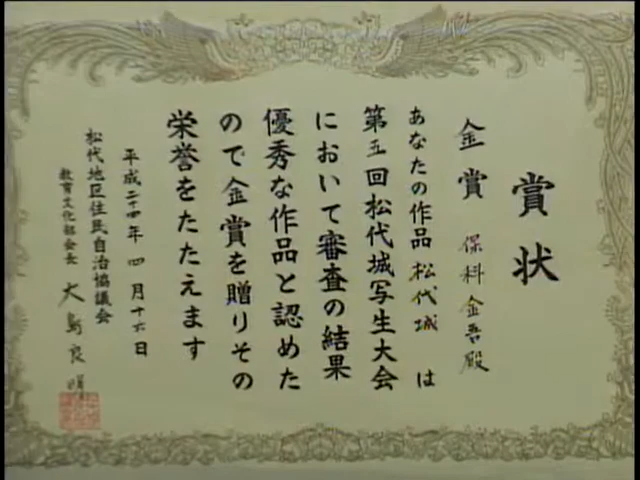 賞状
金賞 保科金吾殿
あなたの作品 松代城 は
第五回松代城写生大会
において審査の結果
優秀な作品と認めた
ので金賞を贈りその
栄誉をたたえます
平成二十四年 四月十六日
松代地区住民自治協議会
教育文化部会長 大島良